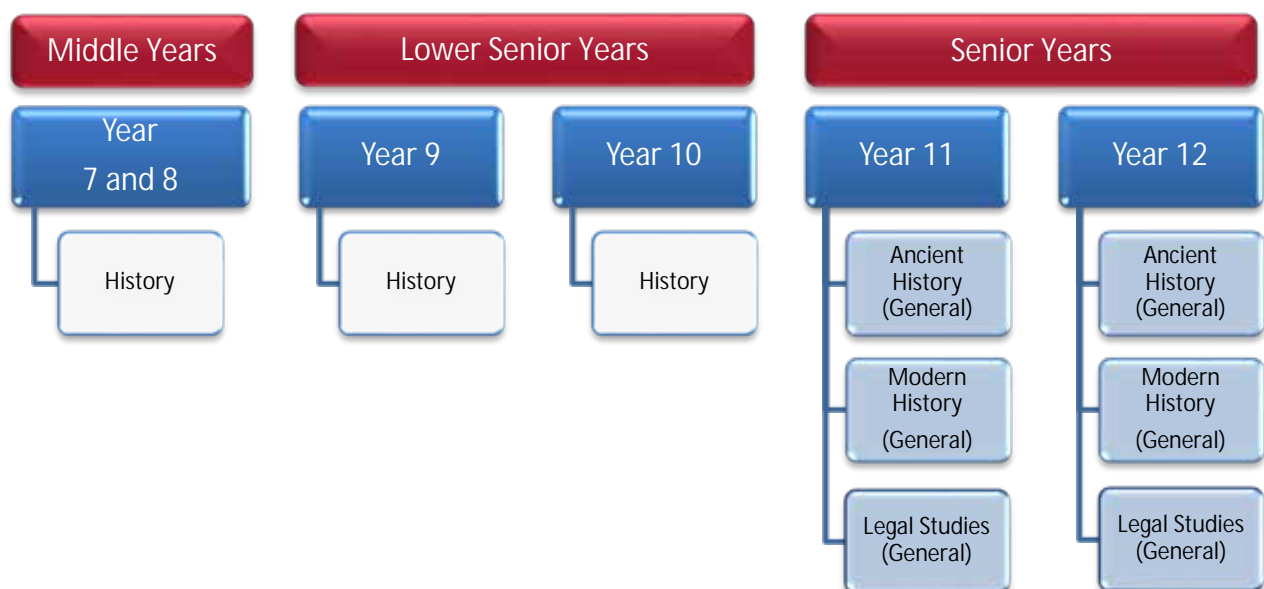 Middle Years
Lower Senior Years
Senior Years
Year
7 and 8
Year 9
Year 10
Year 11
Year 12
History
History
History
Ancient
History
(General)
Modern
History
(General)
Legal Studies
(General)
Ancient
History
(General)
Modern
History
(General)
Legal Studies
(General)